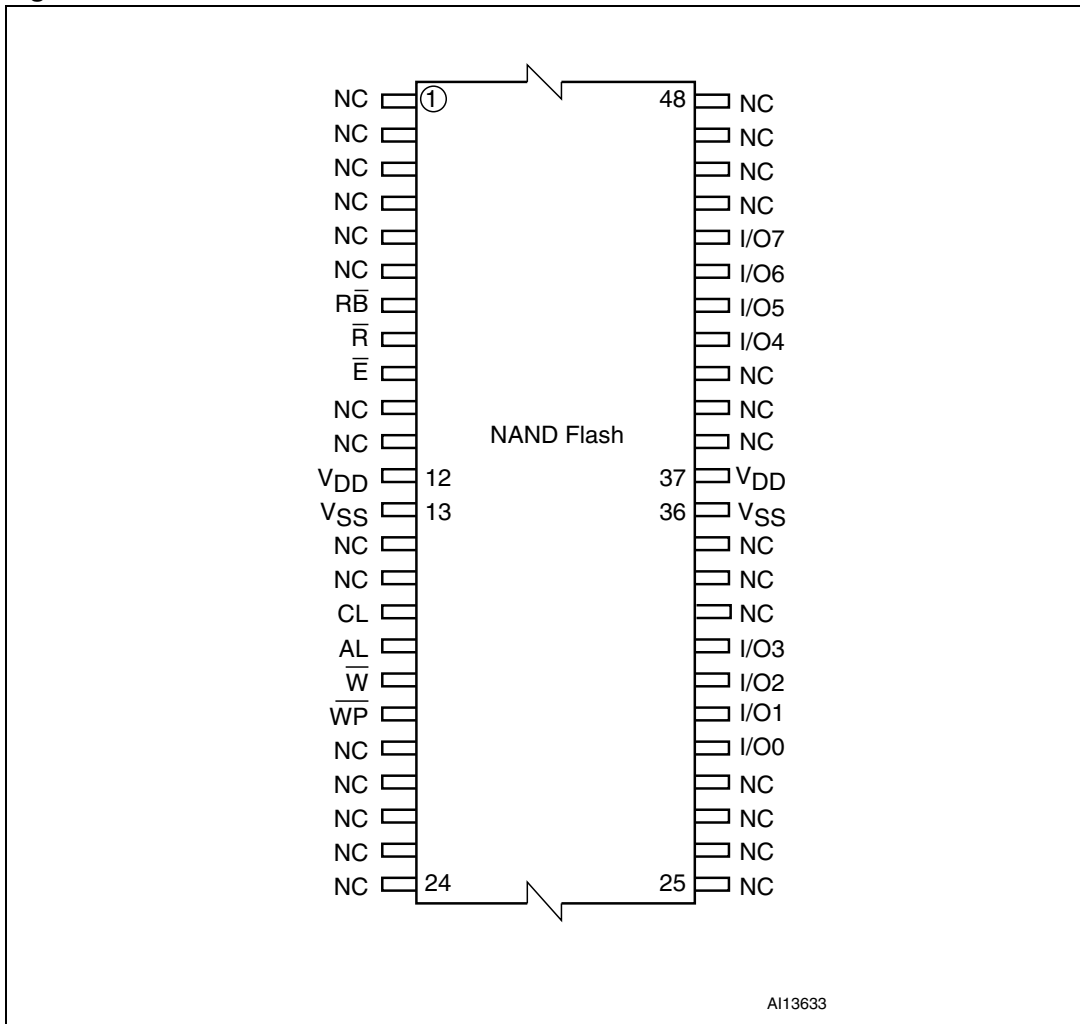 NC ① 48 NC
NC NC
NC NC
NC NC
NC I/O7
NC I/O6
RB̅ I/O5
R̅ I/O4
E̅ NC
NC NC
NC NAND Flash NC
VDD 12 37 VDD
VSS 13 36 VSS
NC NC
NC NC
CL NC
AL I/O3
W̅ I/O2
W̅P̅ I/O1
NC I/O0
NC NC
NC NC
NC NC
NC 24 25 NC
AI13633